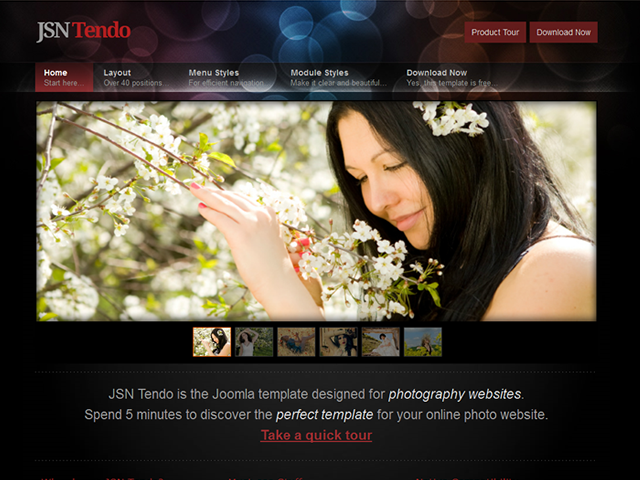 JSN Tendo
Product Tour
Download Now
Home
Start here...
Layout
Over 40 positions
Menu Styles
For efficient navigation...
Module Styles
Make it clear and beautiful...
Download Now
Yes, this template is free...
JSN Tendo is the Joomla template designed for photography websites.
Spend 5 minutes to discover the perfect template for your online photo website.
Take a quick tour